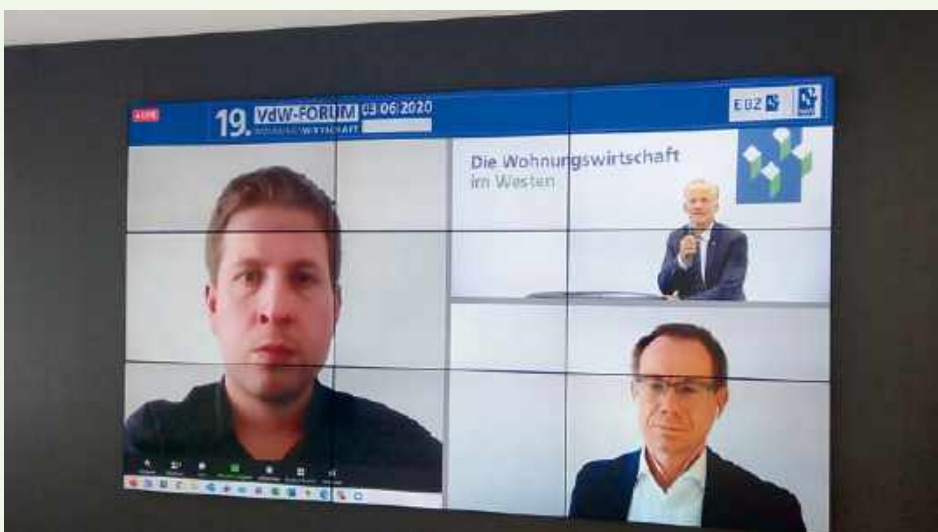 LIVE
19. VdW-FORUM 03 06 2020
WOHNUNGSWIRTSCHAFT
EBZ
Die Wohnungswirtschaft
im Westen